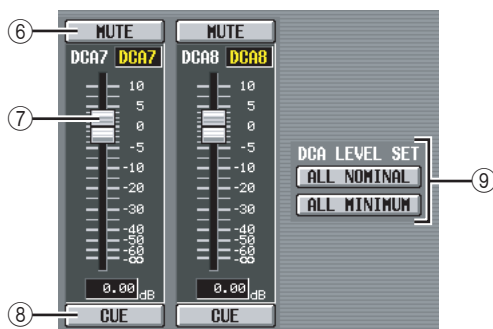 ⑥ MUTE MUTE
DCA7 DCA7 DCA8 DCA8
10 10
5 5
⑦ 0 0
-5 -5
DCA LEVEL SET
-10 -10 ALL NOMINAL ⑨
-20 -20
-30 -30 ALL MINIMUM
-40 -40
-50 -50
-60 -60
-∞ -∞
0.00 dB 0.00 dB
⑧ CUE CUE